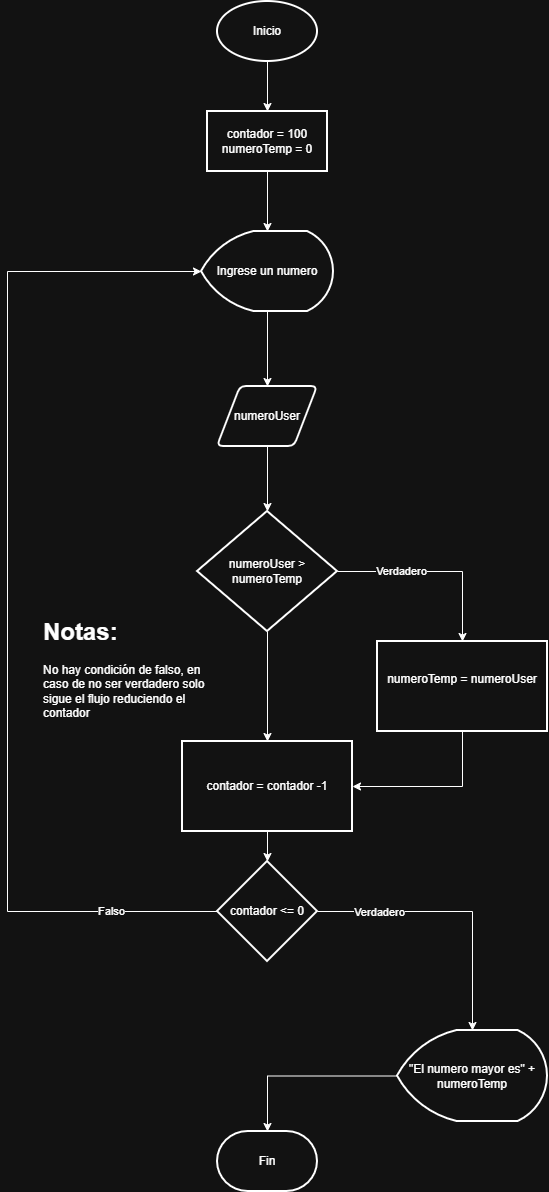 Inicio
contador = 100
numeroTemp = 0
Ingrese un numero
numeroUser
numeroUser >
numeroTemp
Verdadero
Notas:
No hay condición de falso, en
caso de no ser verdadero solo
sigue el flujo reduciendo el
contador
numeroTemp = numeroUser
contador = contador -1
contador <= 0
Falso
Verdadero
"El numero mayor es" +
numeroTemp
Fin